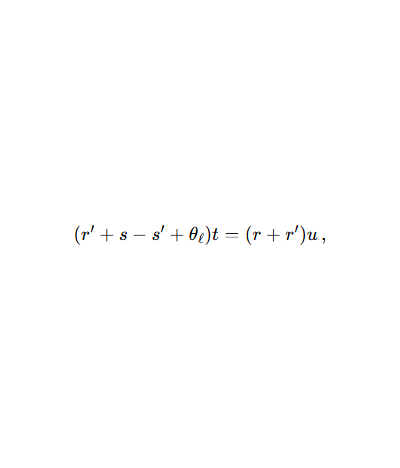 (r′ + s − s′ + θ_ℓ)t = (r + r′)u ,